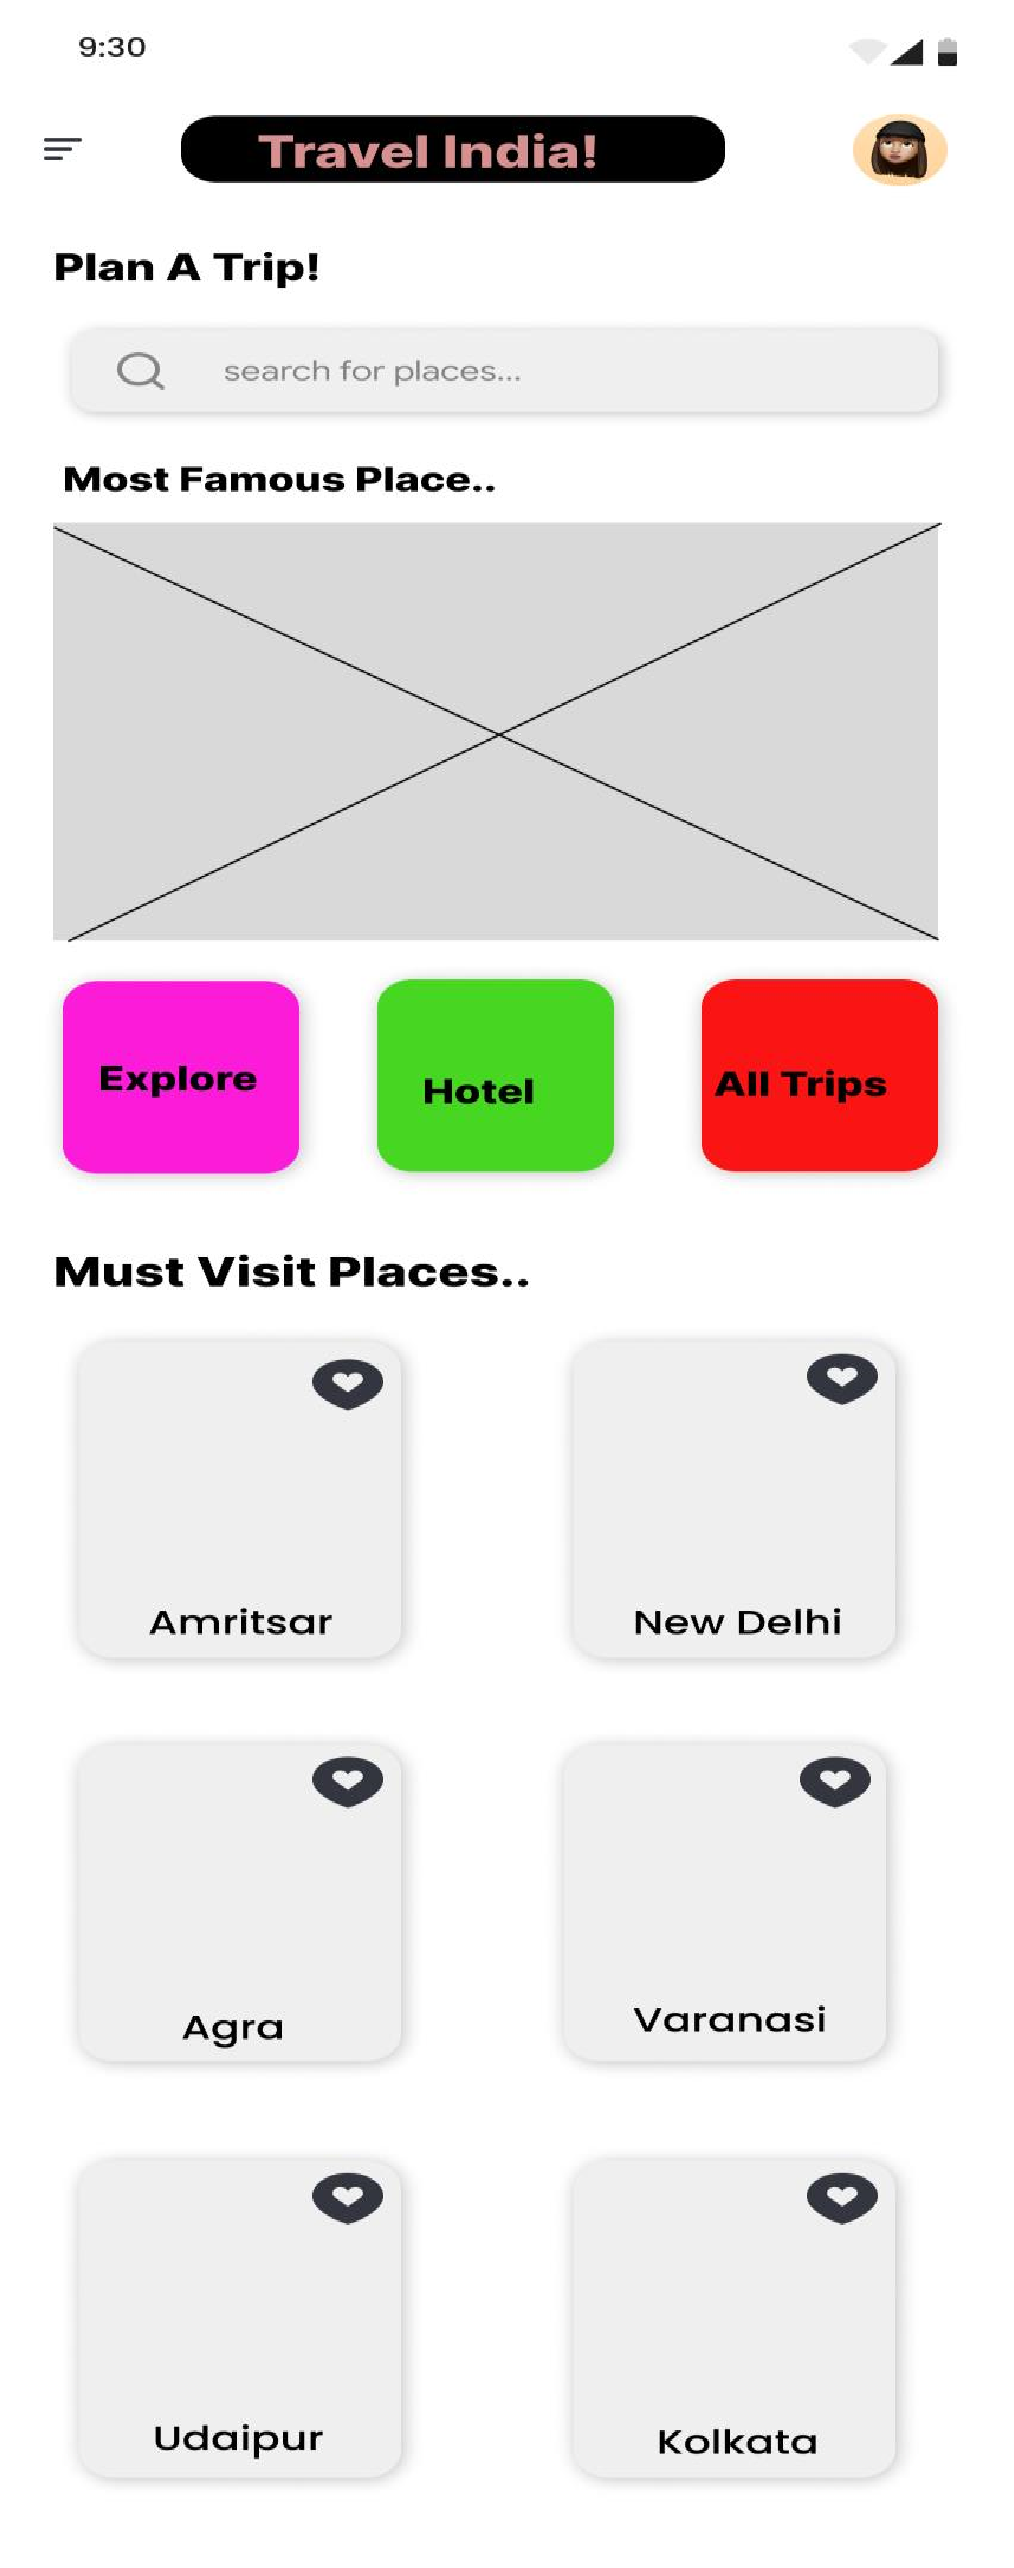 9:30
Travel India!
Plan A Trip!
search for places...
Most Famous Place..
Explore
Hotel
All Trips
Must Visit Places..
Amritsar
New Delhi
Agra
Varanasi
Udaipur
Kolkata